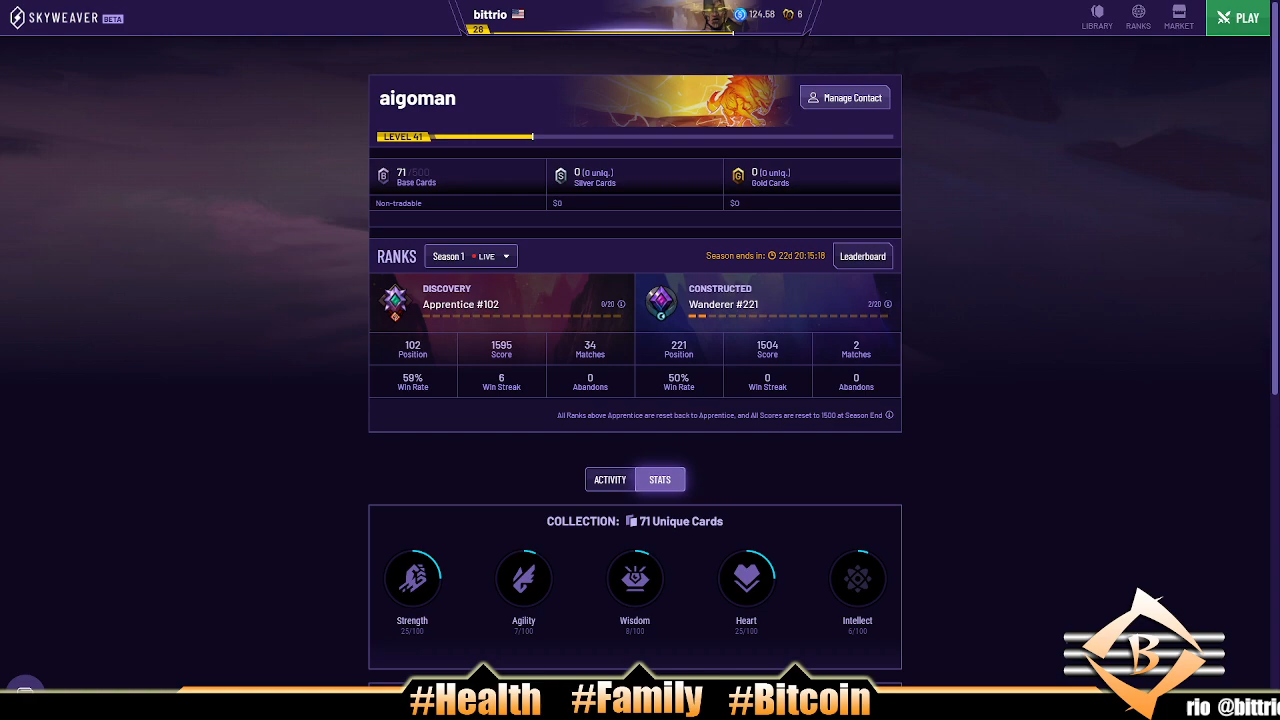 SKYWEAVER BETA
bittrio
124.58
6
28
LIBRARY
RANKS
MARKET
PLAY
aigoman
Manage Contact
LEVEL 41
71 /500
Base Cards
0 (0 uniq.)
Silver Cards
0 (0 uniq.)
Gold Cards
Non-tradable
$0
$0
RANKS
Season 1 • LIVE
Season ends in: 22d 20:15:18
Leaderboard
DISCOVERY
Apprentice #102
0/20
CONSTRUCTED
Wanderer #221
2/20
102
Position
1595
Score
34
Matches
221
Position
1504
Score
2
Matches
59%
Win Rate
6
Win Streak
0
Abandons
50%
Win Rate
0
Win Streak
0
Abandons
All Ranks above Apprentice are reset back to Apprentice, and All Scores are reset to 1500 at Season End
ACTIVITY
STATS
COLLECTION: 71 Unique Cards
Strength
25/100
Agility
7/100
Wisdom
8/100
Heart
25/100
Intellect
6/100
B
#Health #Family #Bitcoin
rio @bittri